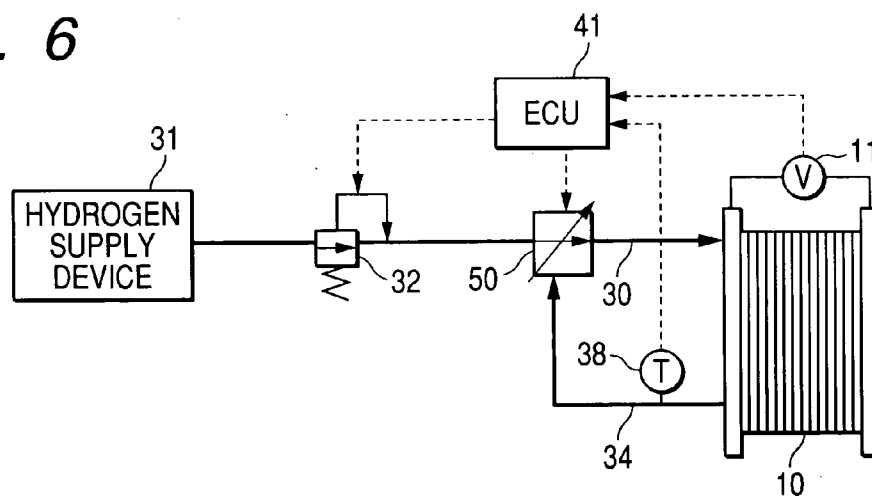 . 6
41
ECU
31
11
V
HYDROGEN
SUPPLY
DEVICE
32
50
30
38
T
34
10